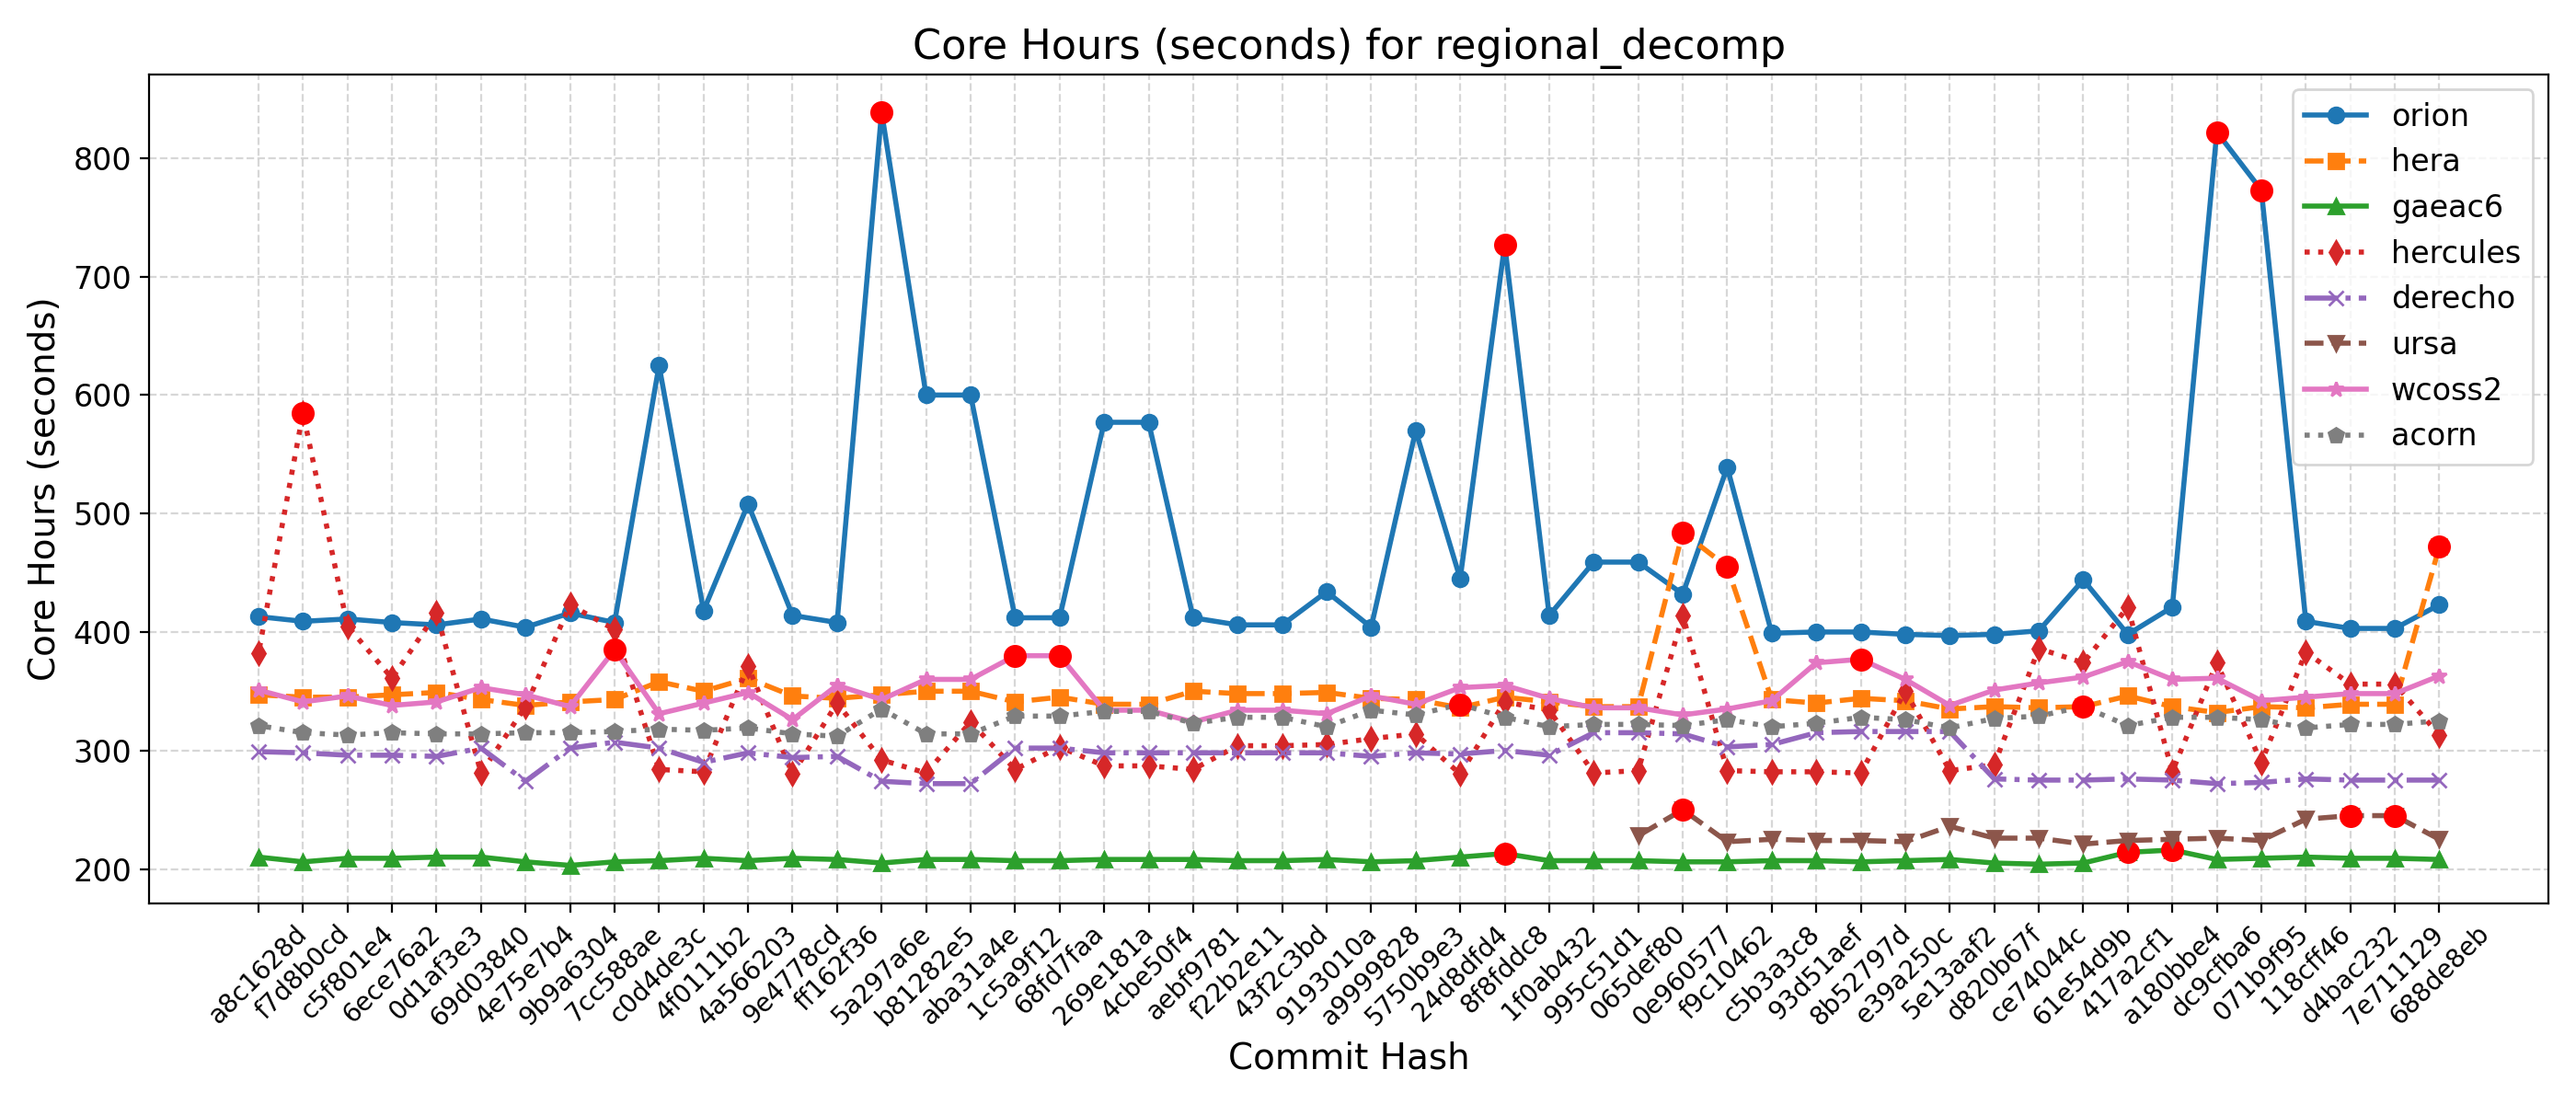 Core Hours (seconds) for regional_decomp
Core Hours (seconds)
800
700
600
500
400
300
200
orion
hera
gaeac6
hercules
derecho
ursa
wcoss2
acorn
a8c1628d
f7d8b0cd
c5f801e4
6ece76a2
0d1af3e3
69d03840
4e75e7b4
9b9a6304
7cc588ae
c0d4de3c
4f0111b2
4a566203
9e4778cd
ff162f36
5a297a6e
b81282e5
aba31a4e
1c5a9f12
68fd7faa
269e181a
4cbe50f4
aebf9781
f22b2e11
43f2c3bd
9193010a
a9999828
5750b9e3
24d8dfd4
8f8fddc8
1f0ab432
995c51d1
065def80
0e960577
f9c10462
c5b3a3c8
93d51aef
8b52797d
e39a250c
5e13aaf2
d820b67f
ce74044c
61e54d9b
417a2cf1
a180bbe4
dc9cfba6
071b9f95
118cff46
d4bac232
7e711129
688de8eb
Commit Hash